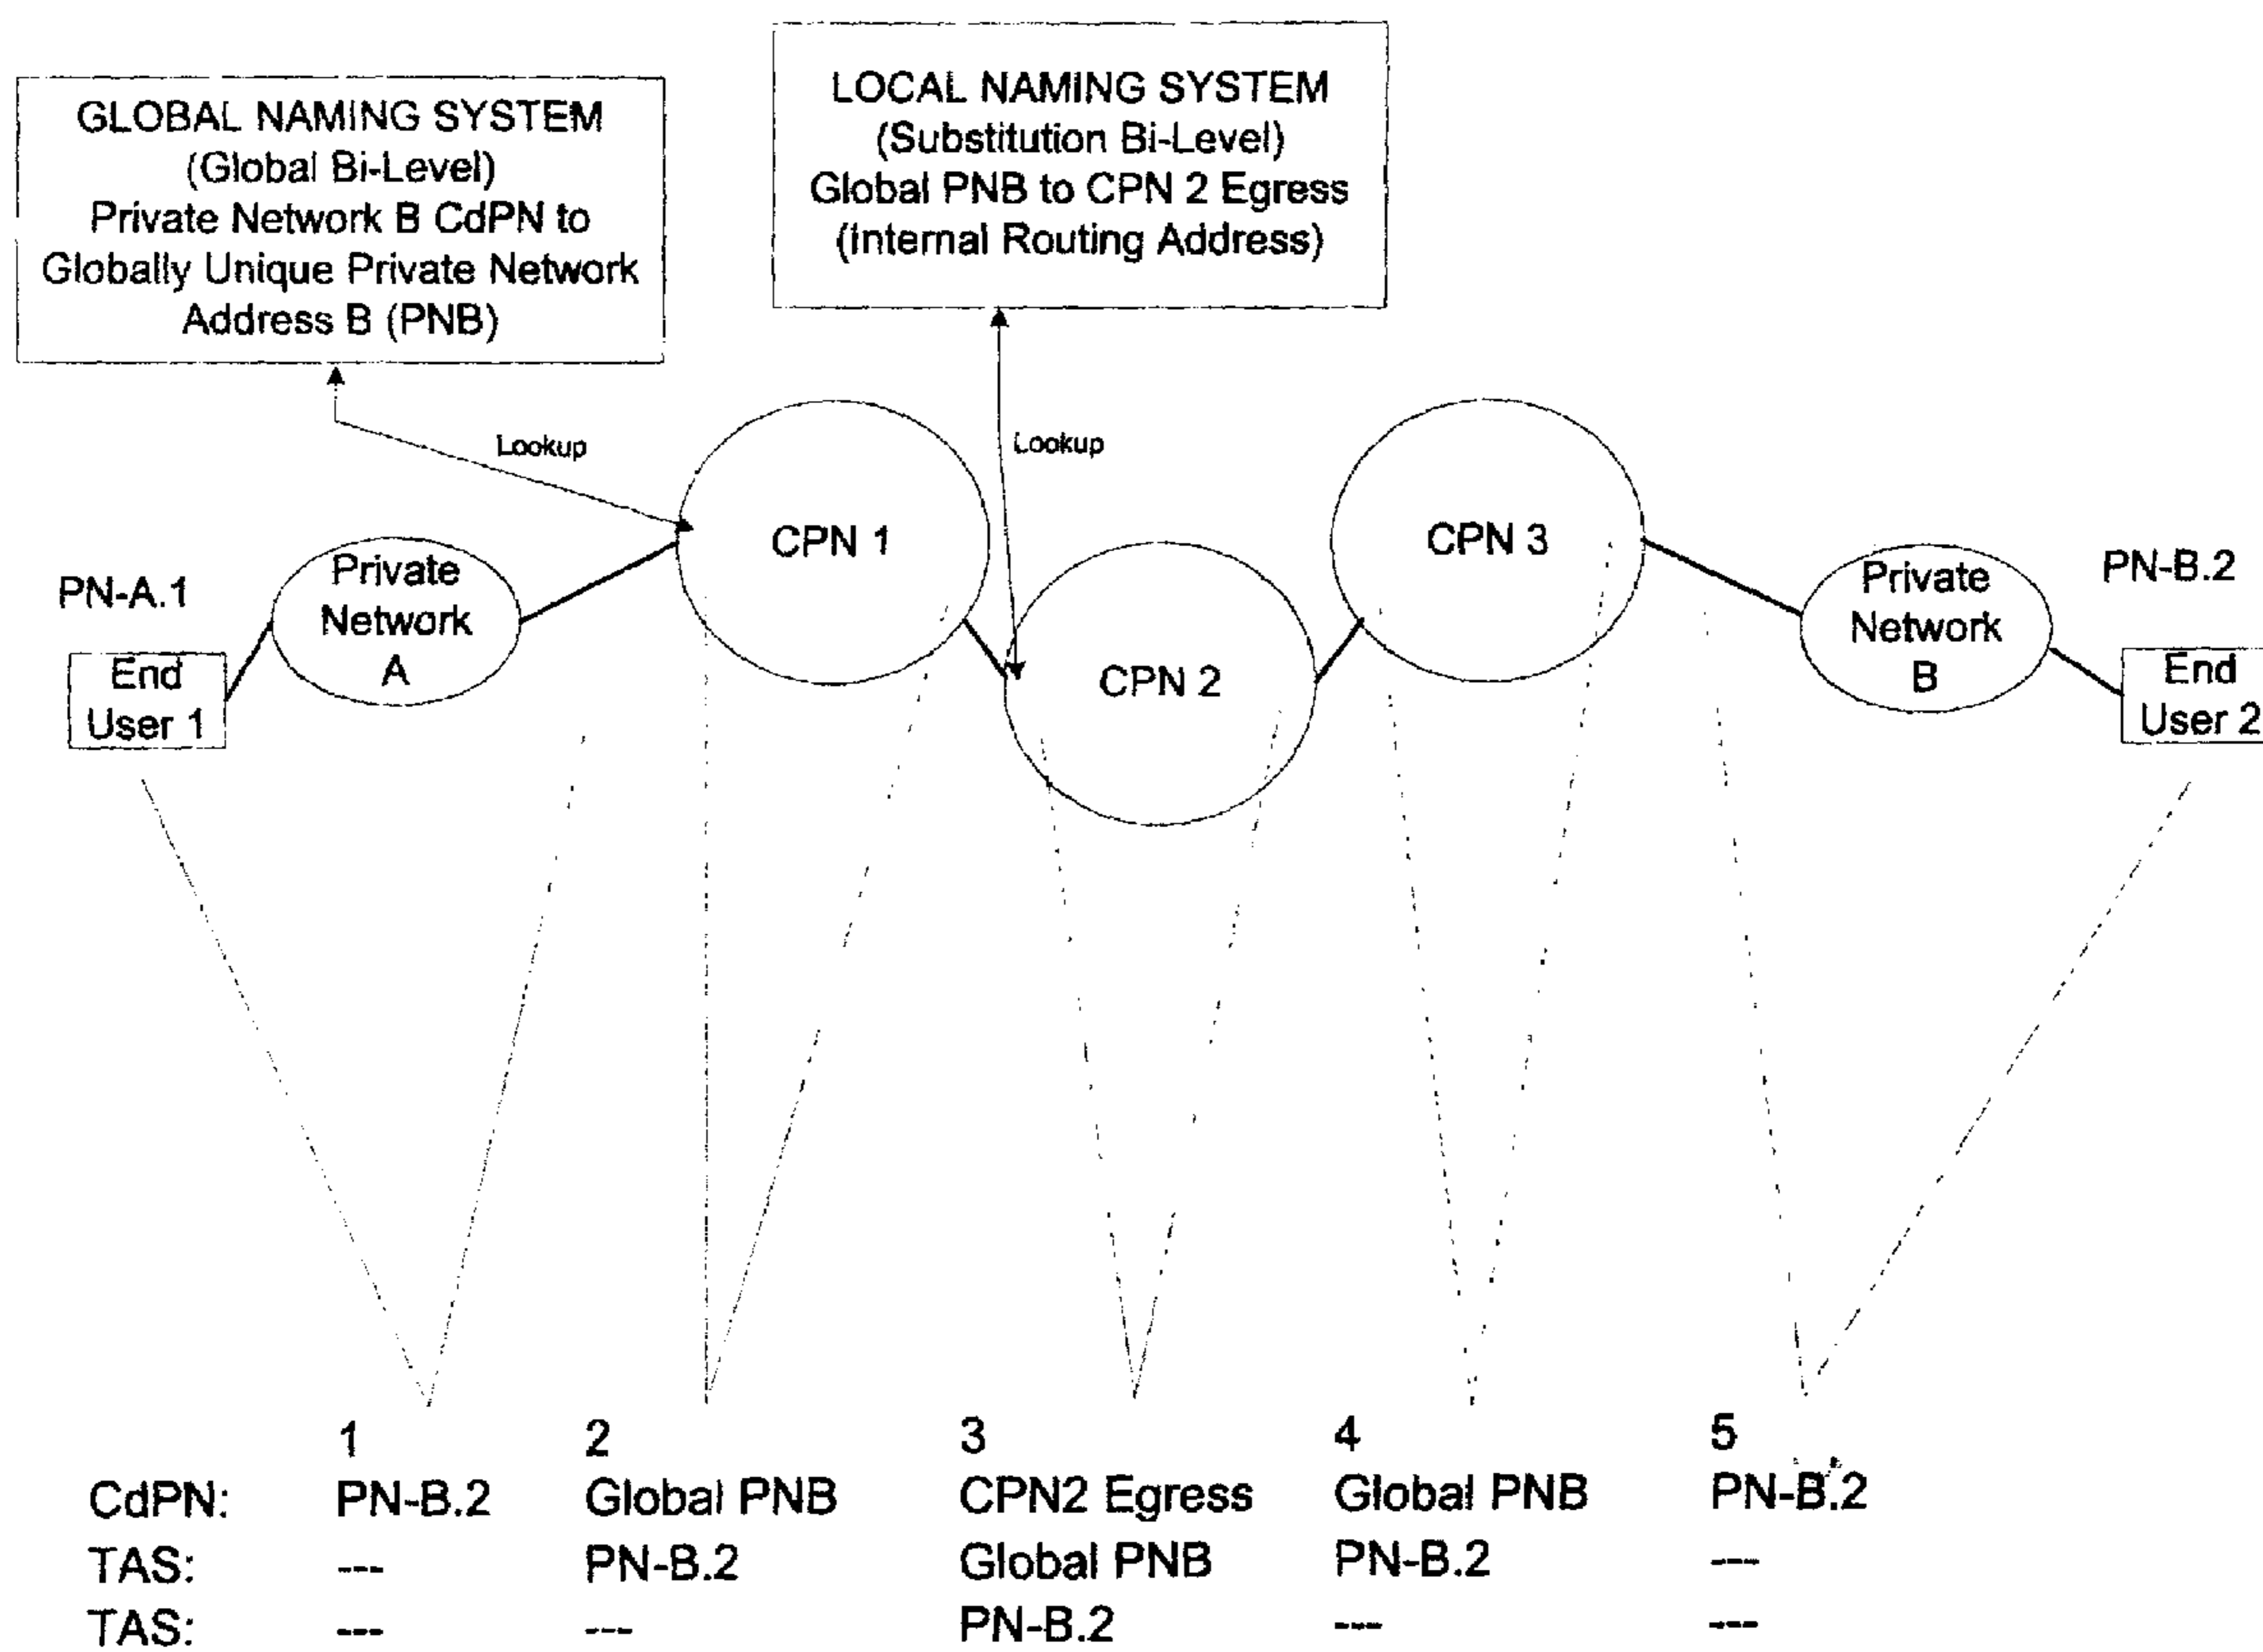 GLOBAL NAMING SYSTEM
(Global Bi-Level)
Private Network B CdPN to
Globally Unique Private Network
Address B (PNB)
LOCAL NAMING SYSTEM
(Substitution Bi-Level)
Global PNB to CPN 2 Egress
(Internal Routing Address)
Lookup
Lookup
CPN 1
CPN 2
CPN 3
PN-A.1
Private
Network
A
End
User 1
Private
Network
B
PN-B.2
End
User 2
1 2 3 4 5
CdPN: PN-B.2 Global PNB CPN2 Egress Global PNB PN-B.2
TAS: --- PN-B.2 Global PNB PN-B.2 ---
TAS: --- --- PN-B.2 --- ---